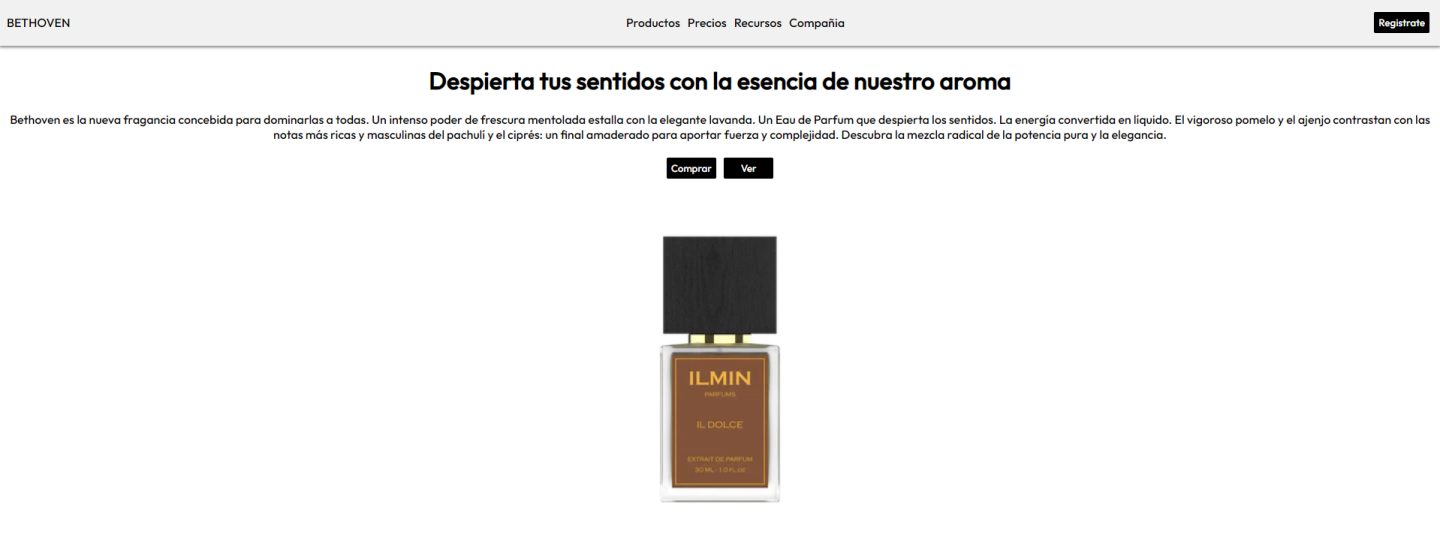 BETHOVEN
Productos Precios Recursos Compañia
Registrate
Despierta tus sentidos con la esencia de nuestro aroma
Bethoven es la nueva fragancia concebida para dominarlas a todas. Un intenso poder de frescura mentolada estalla con la elegante lavanda. Un Eau de Parfum que despierta los sentidos. La energía convertida en líquido. El vigoroso pomelo y el ajenjo contrastan con las
notas más ricas y masculinas del pachulí y el ciprés: un final amaderado para aportar fuerza y complejidad. Descubra la mezcla radical de la potencia pura y la elegancia.
Comprar Ver
ILMIN
PARFUMS
IL DOLCE
EXTRAIT DE PARFUM
30 ML - 1.0 FL.OZ